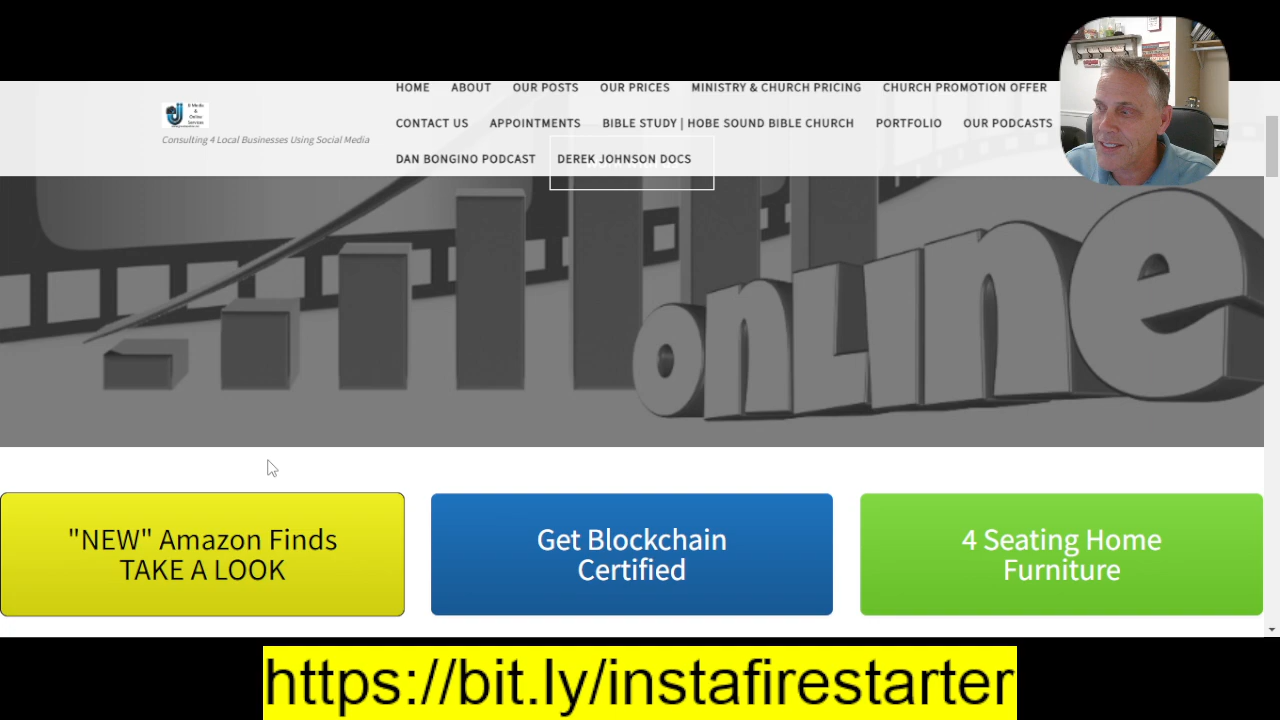 HOME ABOUT OUR POSTS OUR PRICES MINISTRY & CHURCH PRICING CHURCH PROMOTION OFFER
CONTACT US APPOINTMENTS BIBLE STUDY | HOBE SOUND BIBLE CHURCH PORTFOLIO OUR PODCASTS
Consulting 4 Local Businesses Using Social Media
DAN BONGINO PODCAST DEREK JOHNSON DOCS
onLine
"NEW" Amazon Finds
TAKE A LOOK
Get Blockchain
Certified
4 Seating Home
Furniture
https://bit.ly/instafirestarter